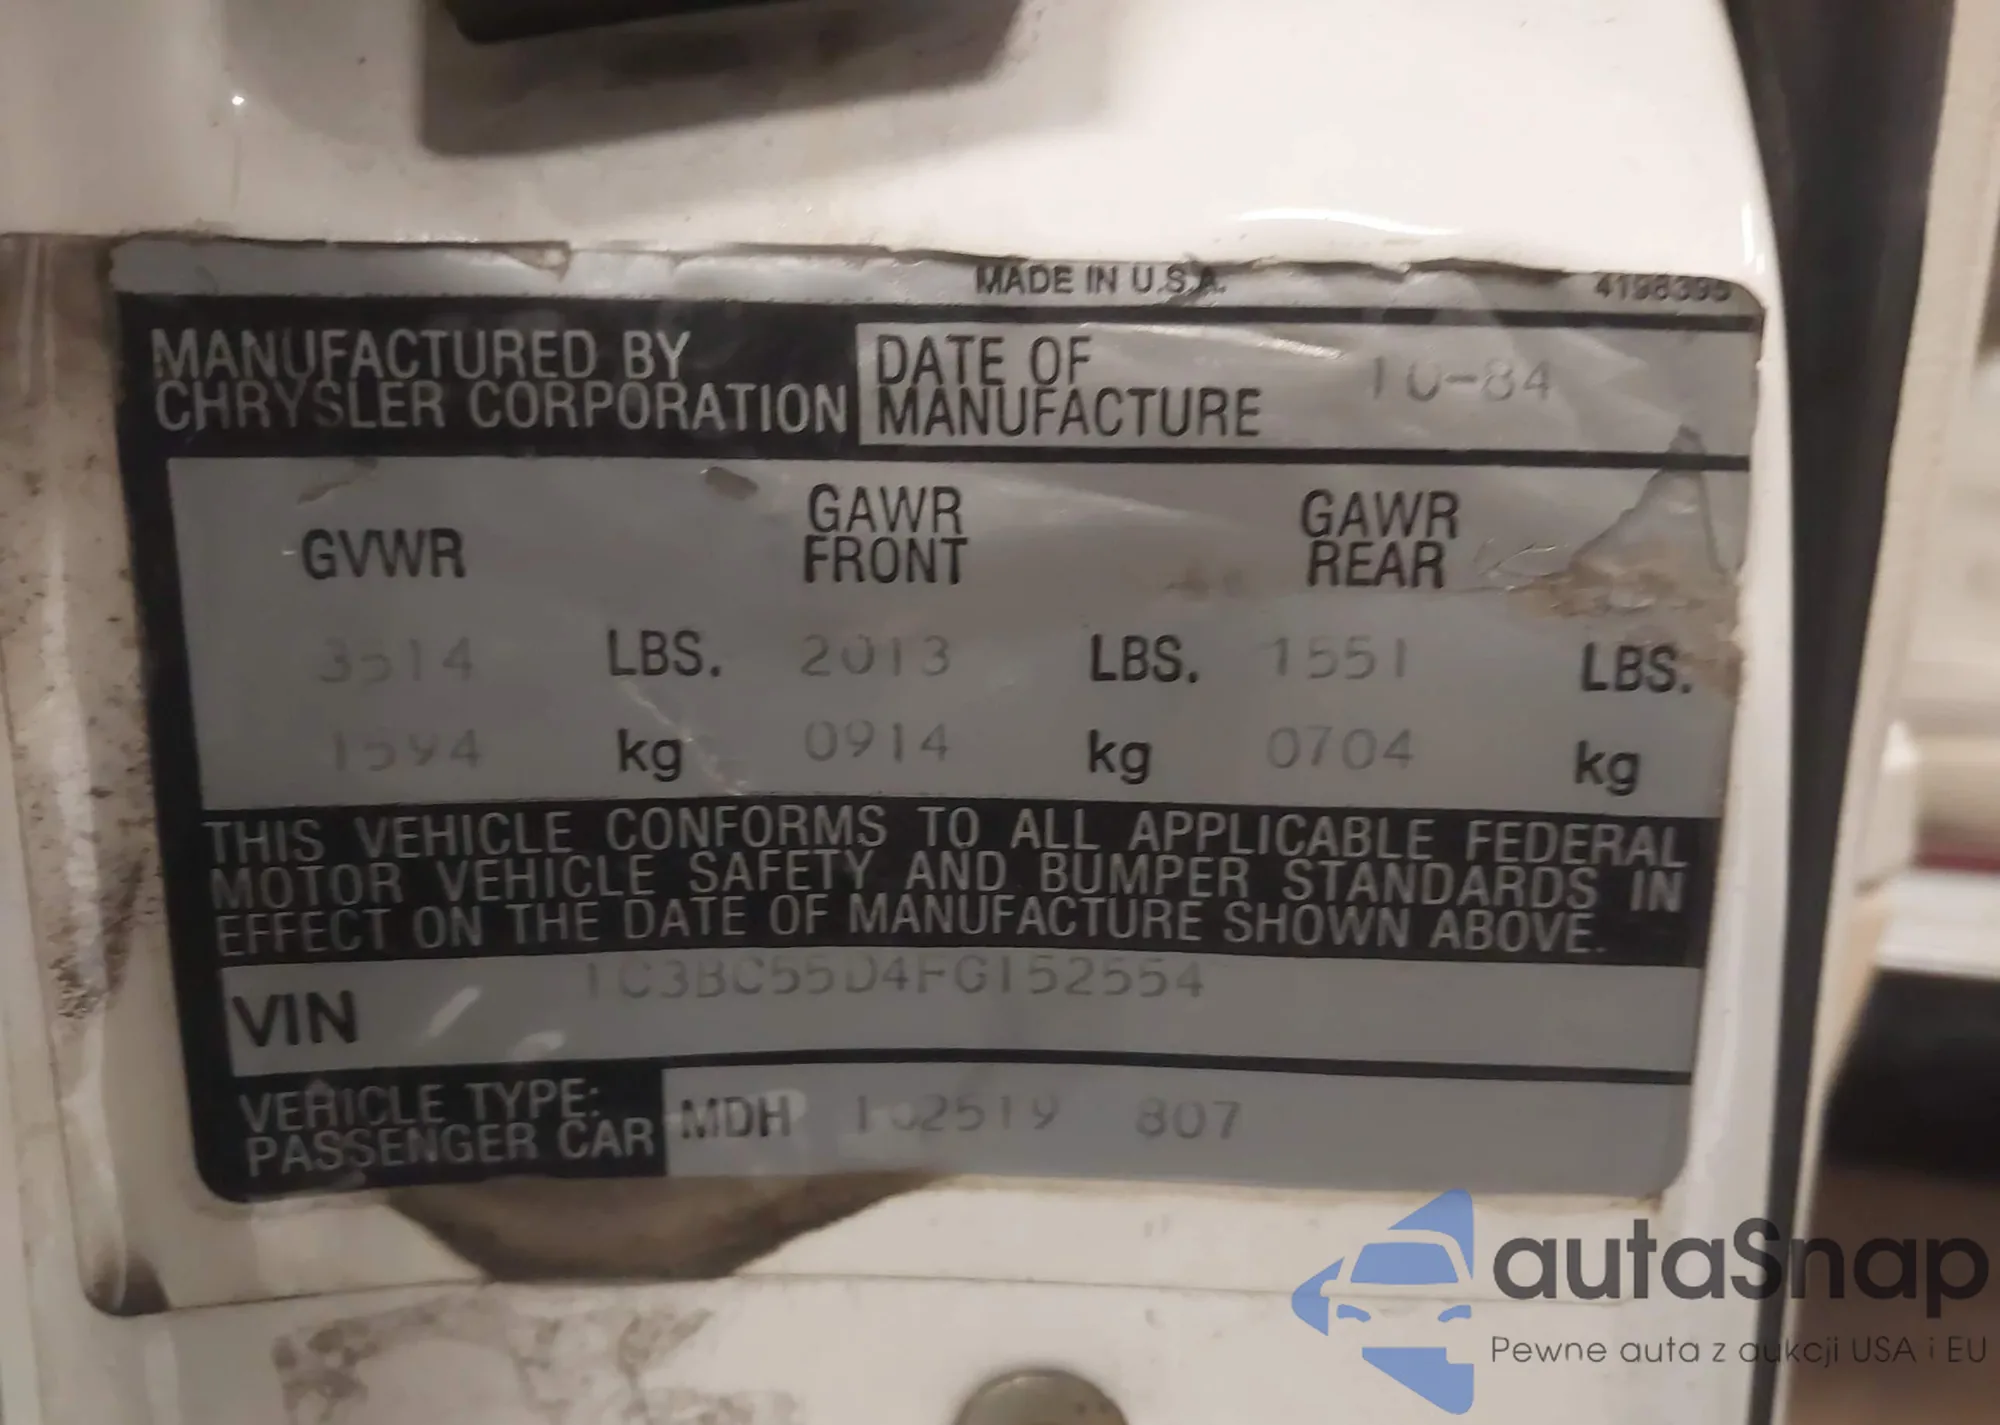 MADE IN U.S.A. 4198395
MANUFACTURED BY
CHRYSLER CORPORATION
DATE OF
MANUFACTURE
10-84
GVWR
GAWR
FRONT
GAWR
REAR
3514 LBS. 2013 LBS. 1551 LBS.
1594 kg 0914 kg 0704 kg
THIS VEHICLE CONFORMS TO ALL APPLICABLE FEDERAL
MOTOR VEHICLE SAFETY AND BUMPER STANDARDS IN
EFFECT ON THE DATE OF MANUFACTURE SHOWN ABOVE.
VIN 1C3BC55D4FG152554
VEHICLE TYPE:
PASSENGER CAR
MDH 102519 807
autaSnap
Pewne auta z aukcji USA i EU